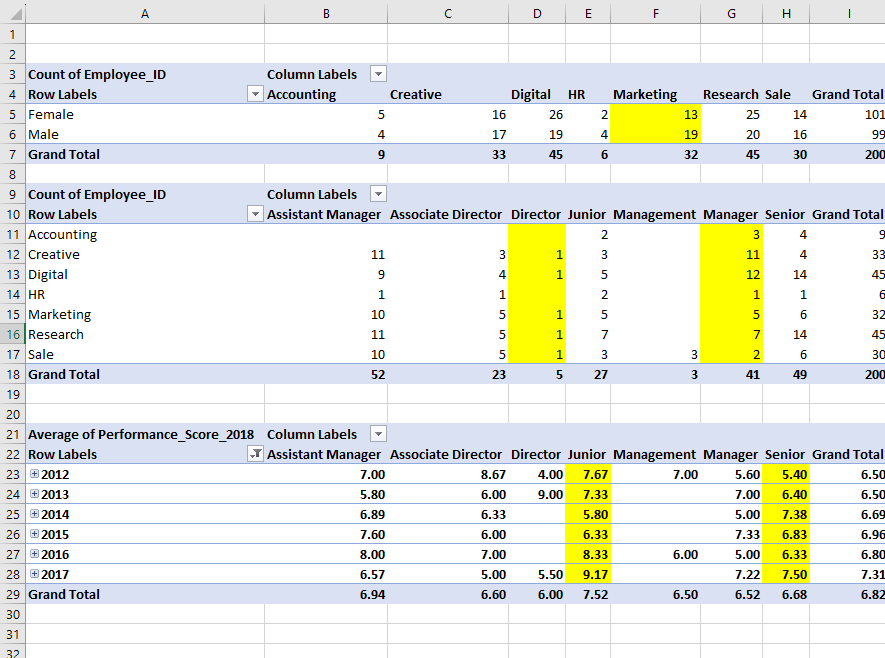 A B C D E F G H I
1
2
3 Count of Employee_ID Column Labels
4 Row Labels Accounting Creative Digital HR Marketing Research Sale Grand Total
5 Female 5 16 26 2 13 25 14 101
6 Male 4 17 19 4 19 20 16 99
7 Grand Total 9 33 45 6 32 45 30 200
8
9 Count of Employee_ID Column Labels
10 Row Labels Assistant Manager Associate Director Director Junior Management Manager Senior Grand Total
11 Accounting 2 3 4 9
12 Creative 11 3 1 3 11 4 33
13 Digital 9 4 1 5 12 14 45
14 HR 1 1 2 1 1 6
15 Marketing 10 5 1 5 5 6 32
16 Research 11 5 1 7 7 14 45
17 Sale 10 5 1 3 3 2 6 30
18 Grand Total 52 23 5 27 3 41 49 200
19
20
21 Average of Performance_Score_2018 Column Labels
22 Row Labels Assistant Manager Associate Director Director Junior Management Manager Senior Grand Total
23 2012 7.00 8.67 4.00 7.67 7.00 5.60 5.40 6.50
24 2013 5.80 6.00 9.00 7.33 7.00 6.40 6.50
25 2014 6.89 6.33 5.80 5.00 7.38 6.69
26 2015 7.60 6.00 6.33 7.33 6.83 6.96
27 2016 8.00 7.00 8.33 6.00 5.00 6.33 6.80
28 2017 6.57 5.00 5.50 9.17 7.22 7.50 7.31
29 Grand Total 6.94 6.60 6.00 7.52 6.50 6.52 6.68 6.82
30
31
32